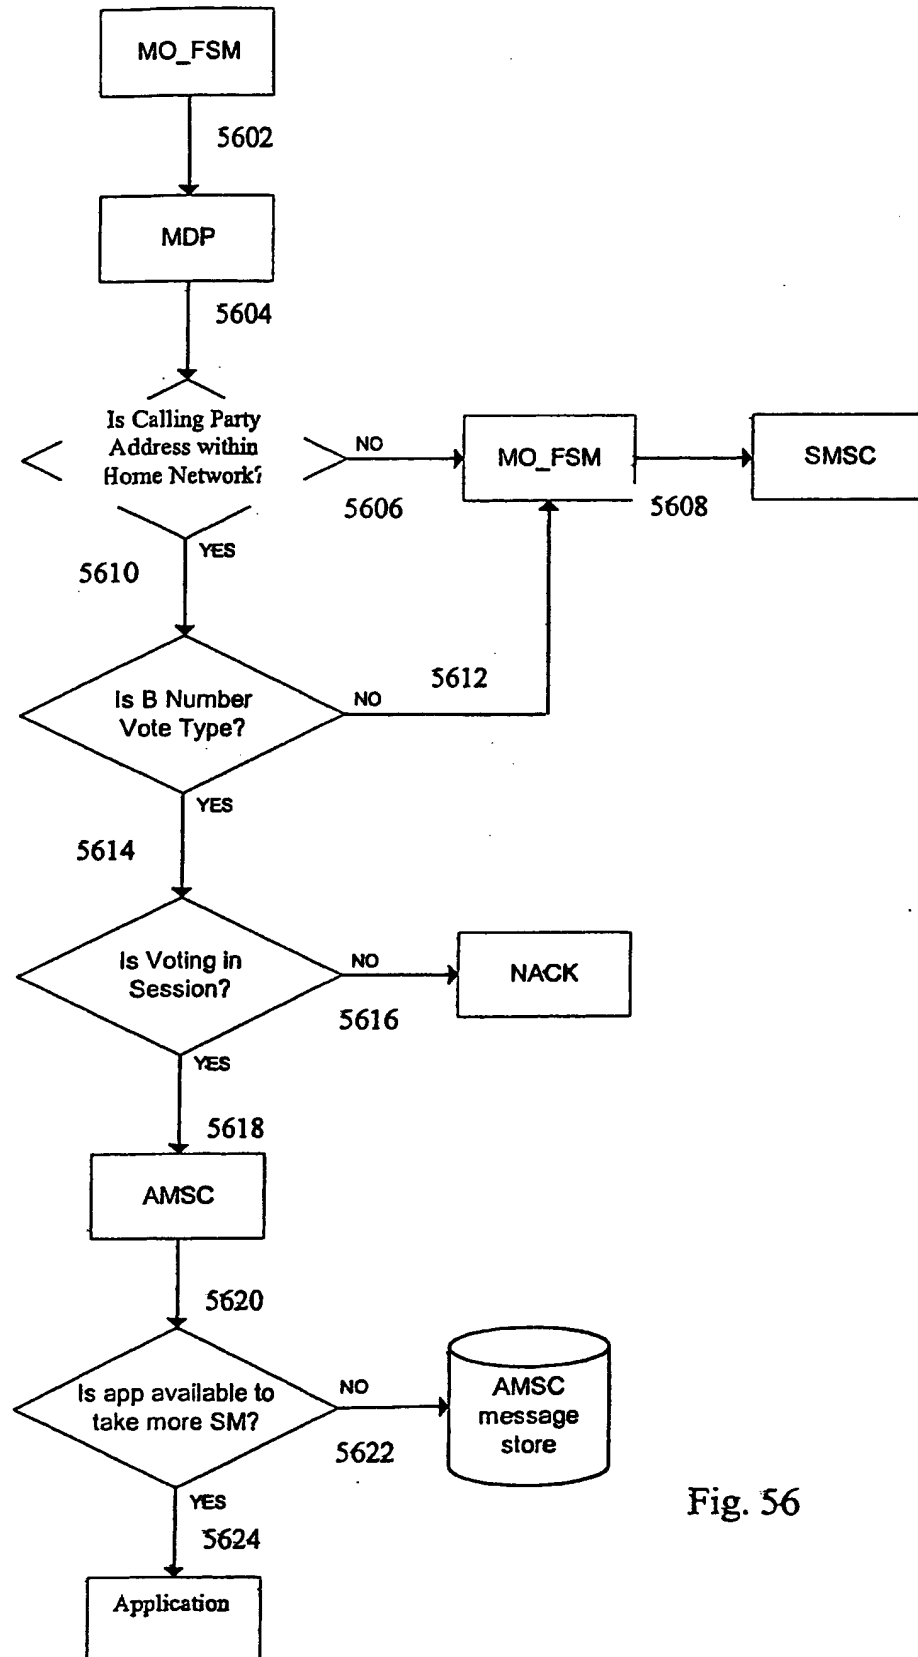 MO_FSM
5602
MDP
5604
Is Calling Party
Address within
Home Network?
NO
5606
MO_FSM
5608
SMSC
YES
5610
Is B Number
Vote Type?
NO
5612
YES
5614
Is Voting in
Session?
NO
5616
NACK
YES
5618
AMSC
5620
Is app available to
take more SM?
NO
5622
AMSC
message
store
YES
5624
Application
Fig. 56